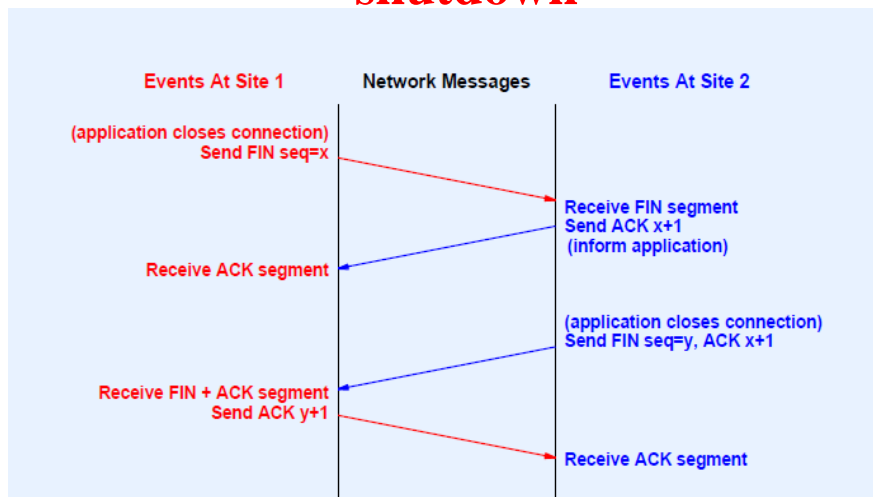 shutdown
Events At Site 1 Network Messages Events At Site 2
(application closes connection)
Send FIN seq=x
Receive FIN segment
Send ACK x+1
(inform application)
Receive ACK segment
(application closes connection)
Send FIN seq=y, ACK x+1
Receive FIN + ACK segment
Send ACK y+1
Receive ACK segment